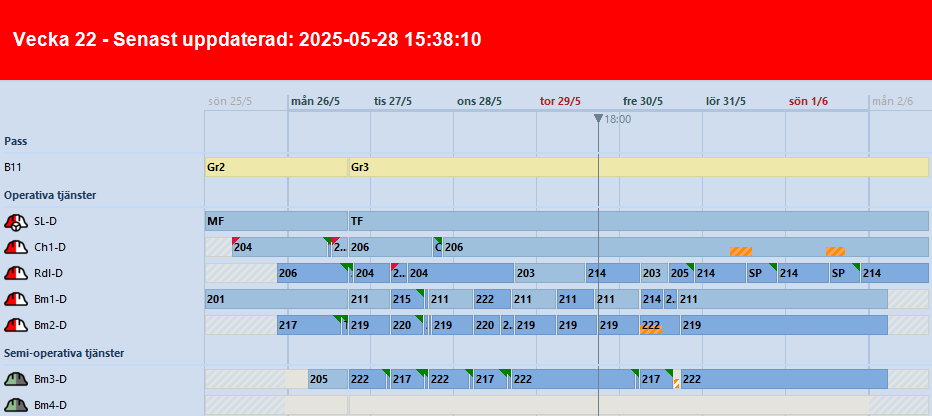 Vecka 22 - Senast uppdaterad: 2025-05-28 15:38:10
sön 25/5 mån 26/5 tis 27/5 ons 28/5 tor 29/5 fre 30/5 lör 31/5 sön 1/6 mån 2/6
18:00
Pass
B11 Gr2 Gr3
Operativa tjänster
SL-D MF TF
Ch1-D 204 2... 206 C 206
Rdl-D 206 204 2... 204 203 214 203 205 214 SP 214 SP 214
Bm1-D 201 211 215 211 222 211 211 211 214 2... 211
Bm2-D 217 219 220 219 220 2... 219 219 219 222 219
Semi-operativa tjänster
Bm3-D 205 222 217 222 217 222 217 222
Bm4-D